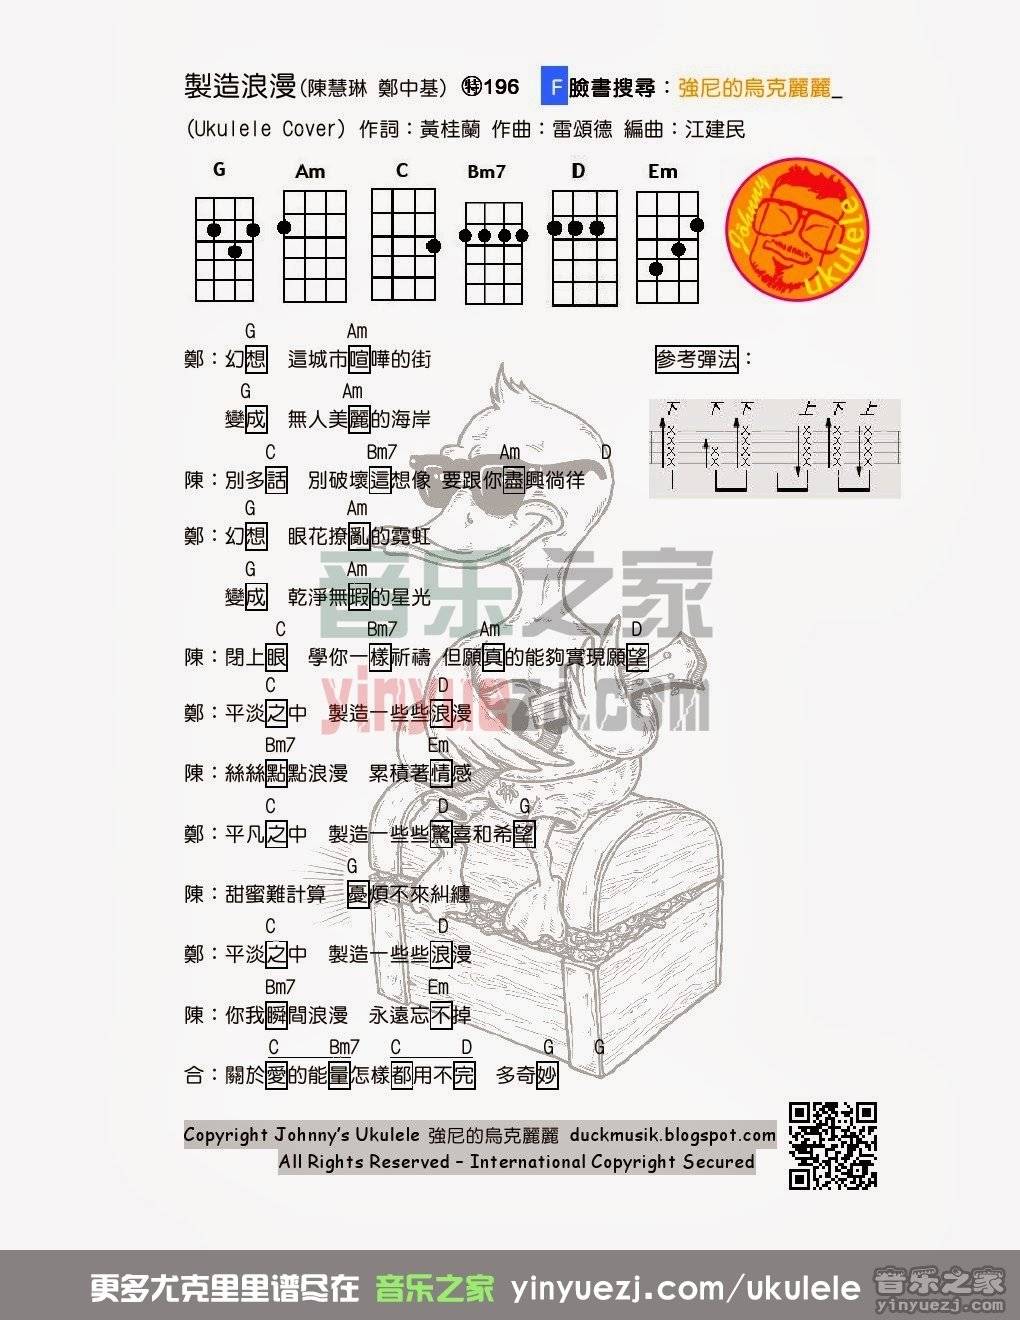 製造浪漫(陳慧琳 鄭中基) ㊕196 F 臉書搜尋：強尼的烏克麗麗_
(Ukulele Cover) 作詞：黃桂蘭 作曲：雷頌德 編曲：江建民
G Am C Bm7 D Em
Johnny ukulele
G Am
鄭：幻想 這城市喧嘩的街
參考彈法：
G Am
變成 無人美麗的海岸
下 下 下 上 下 上
C Bm7 Am D
陳：別多話 別破壞這想像 要跟你盡興徜徉
G Am
鄭：幻想 眼花撩亂的霓虹
G Am
變成 乾淨無瑕的星光
C Bm7 Am D
陳：閉上眼 學你一樣祈禱 但願真的能夠實現願望
C D
鄭：平淡之中 製造一些些浪漫
Bm7 Em
陳：絲絲點點浪漫 累積著情感
C D G
鄭：平凡之中 製造一些些驚喜和希望
G
陳：甜蜜難計算 憂煩不來糾纏
C D
鄭：平淡之中 製造一些些浪漫
Bm7 Em
陳：你我瞬間浪漫 永遠忘不掉
C Bm7 C D G G
合：關於愛的能量怎樣都用不完 多奇妙
音乐之家
yinyuezj.com
Copyright Johnny's Ukulele 強尼的烏克麗麗 duckmusik.blogspot.com
All Rights Reserved – International Copyright Secured
更多尤克里里谱尽在 音乐之家 yinyuezj.com/ukulele
音乐之家
yinyuezj.com